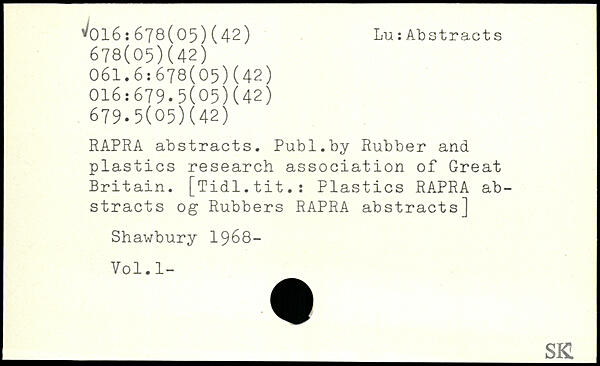 016:678(05)(42) Lu:Abstracts
678(05)(42)
061.6:678(05)(42)
016:679.5(05)(42)
679.5(05)(42)
RAPRA abstracts. Publ.by Rubber and
plastics research association of Great
Britain. [Tidl.tit.: Plastics RAPRA ab-
stracts og Rubbers RAPRA abstracts]
Shawbury 1968-
Vol.1-
SK